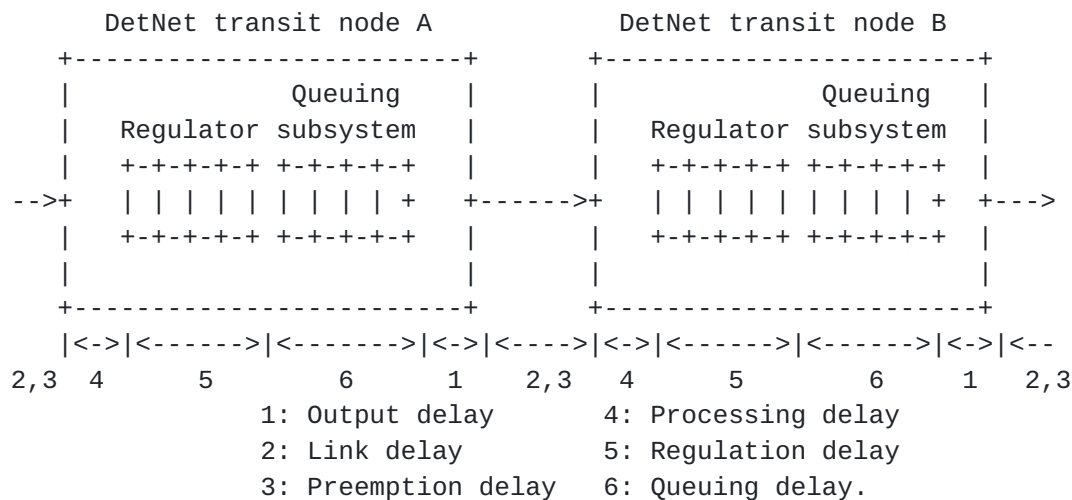 DetNet transit node A            DetNet transit node B
   +-------------------------+       +------------------------+
   |              Queuing    |       |              Queuing   |
   |   Regulator subsystem   |       |   Regulator subsystem  |
   |   +-+-+-+-+ +-+-+-+-+   |       |   +-+-+-+-+ +-+-+-+-+  |
-->+   | | | | | | | | | +   +------>+   | | | | | | | | | +  +--->
   |   +-+-+-+-+ +-+-+-+-+   |       |   +-+-+-+-+ +-+-+-+-+  |
   |                         |       |                        |
   +-------------------------+       +------------------------+
   |<->|<------>|<------->|<->|<---->|<->|<------>|<------>|<->|<--
2,3  4      5        6      1    2,3   4      5        6     1   2,3
                1: Output delay       4: Processing delay
                2: Link delay         5: Regulation delay
                3: Preemption delay   6: Queuing delay.